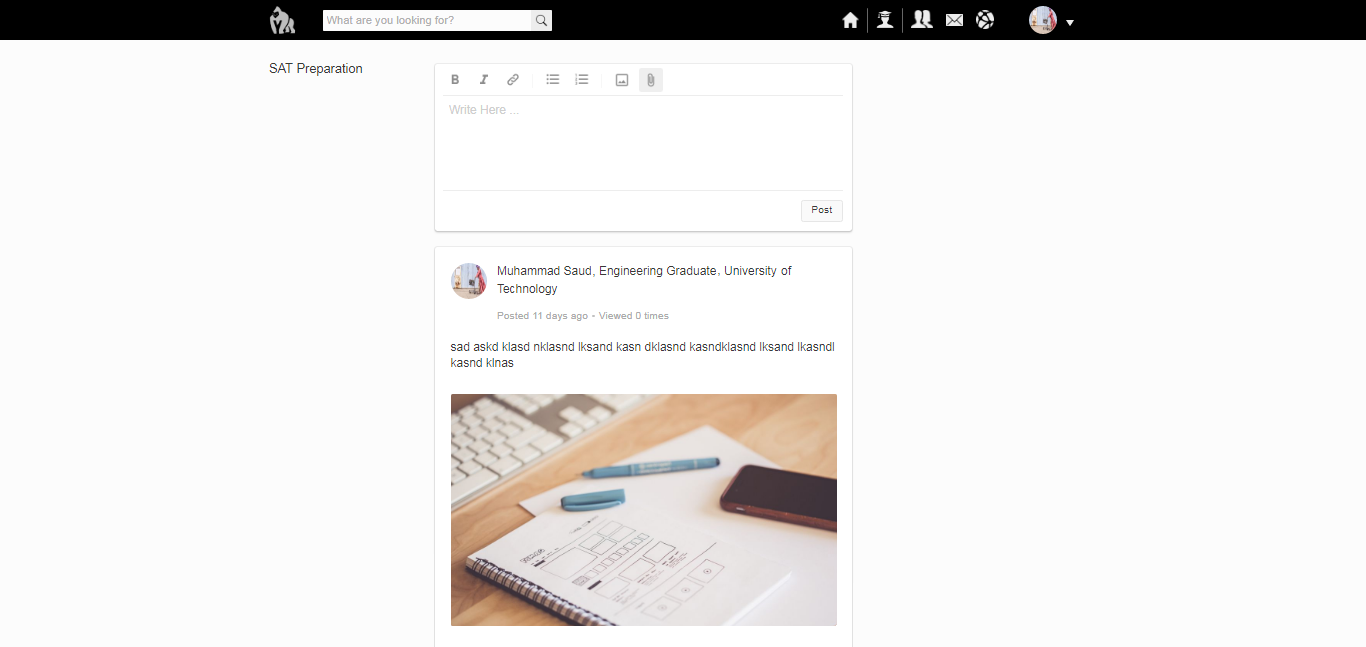 What are you looking for?
SAT Preparation
B I
Write Here ...
Post
Muhammad Saud, Engineering Graduate, University of
Technology
Posted 11 days ago - Viewed 0 times
sad askd klasd nklasnd lksand kasn dklasnd kasndklasnd lksand lkasndl
kasnd klnas